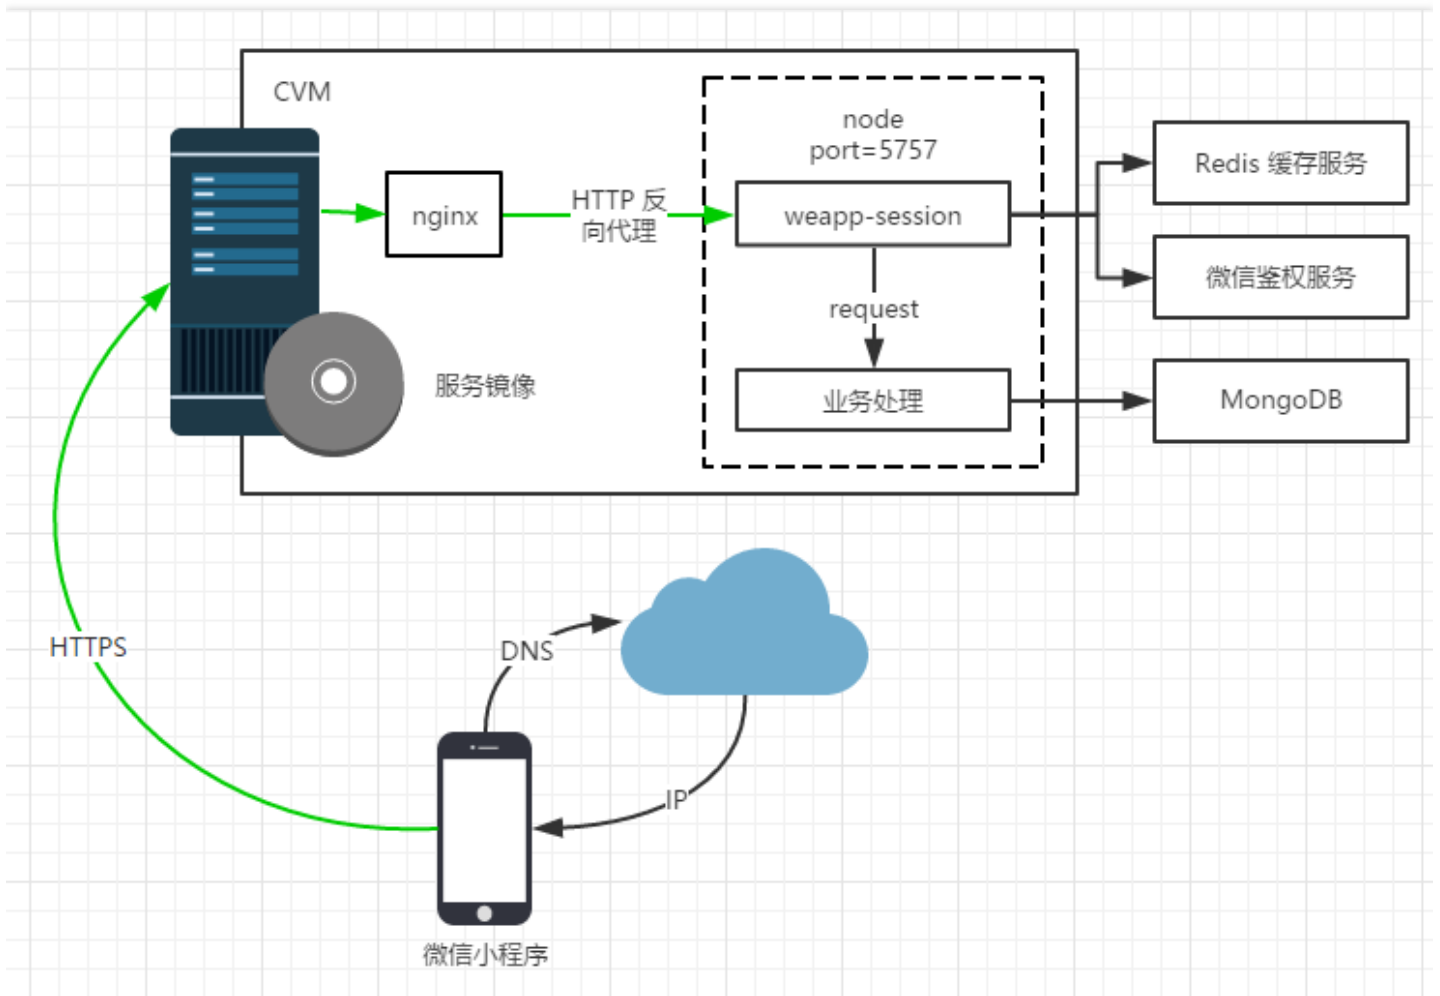 CVM
node
port=5757
Redis 缓存服务
nginx
HTTP 反
向代理
weapp-session
微信鉴权服务
request
服务镜像
业务处理
MongoDB
HTTPS
DNS
IP
微信小程序